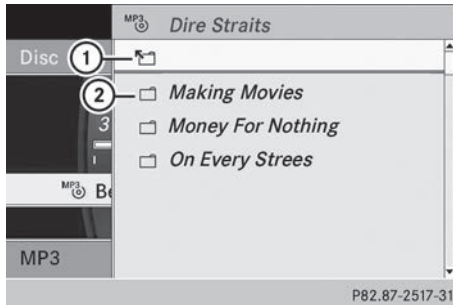 MP3 Dire Straits
Disc 1
2 Making Movies
3 Money For Nothing
On Every Strees
MP3 Be
MP3
P82.87-2517-31